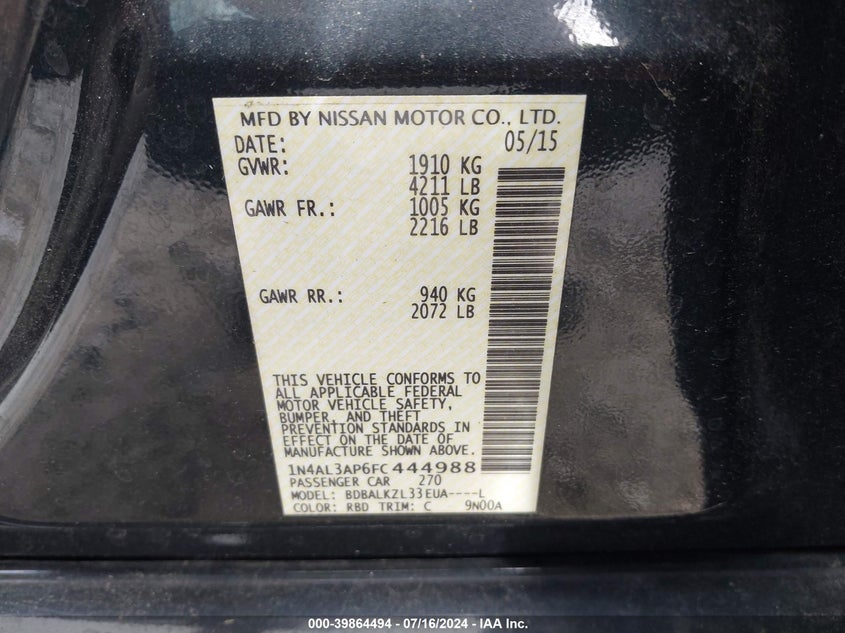 MFD BY NISSAN MOTOR CO., LTD.
DATE: 05/15
GVWR: 1910 KG
4211 LB
GAWR FR.: 1005 KG
2216 LB
GAWR RR.: 940 KG
2072 LB
THIS VEHICLE CONFORMS TO
ALL APPLICABLE FEDERAL
MOTOR VEHICLE SAFETY,
BUMPER, AND THEFT
PREVENTION STANDARDS IN
EFFECT ON THE DATE OF
MANUFACTURE SHOWN ABOVE.
1N4AL3AP6FC444988
PASSENGER CAR 270
MODEL: BDBALKZL33EUA----L
COLOR: RBD TRIM: C 9N00A
000-39864494 - 07/16/2024 - IAA Inc.